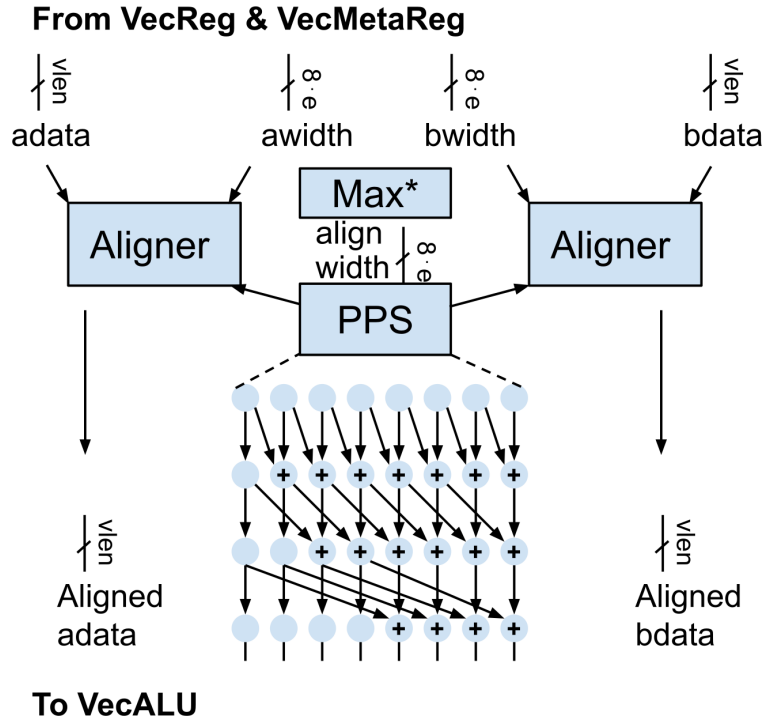 From VecReg & VecMetaReg
vlen
8 · e
8 · e
vlen
adata
awidth
bwidth
bdata
Max*
Aligner
align
width
8 · e
Aligner
PPS
+ + + + + + +
+ + + + + +
+ + + +
vlen
vlen
Aligned
adata
Aligned
bdata
To VecALU